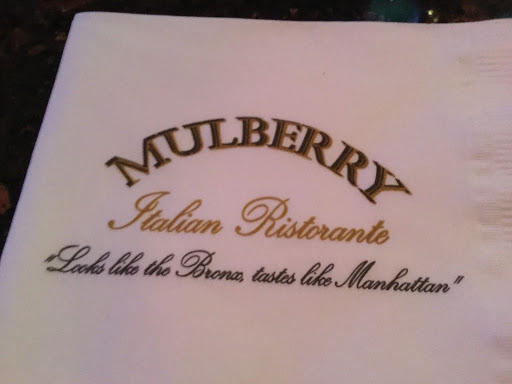 MULBERRY
Italian Ristorante
"Looks like the Bronx, tastes like Manhattan"